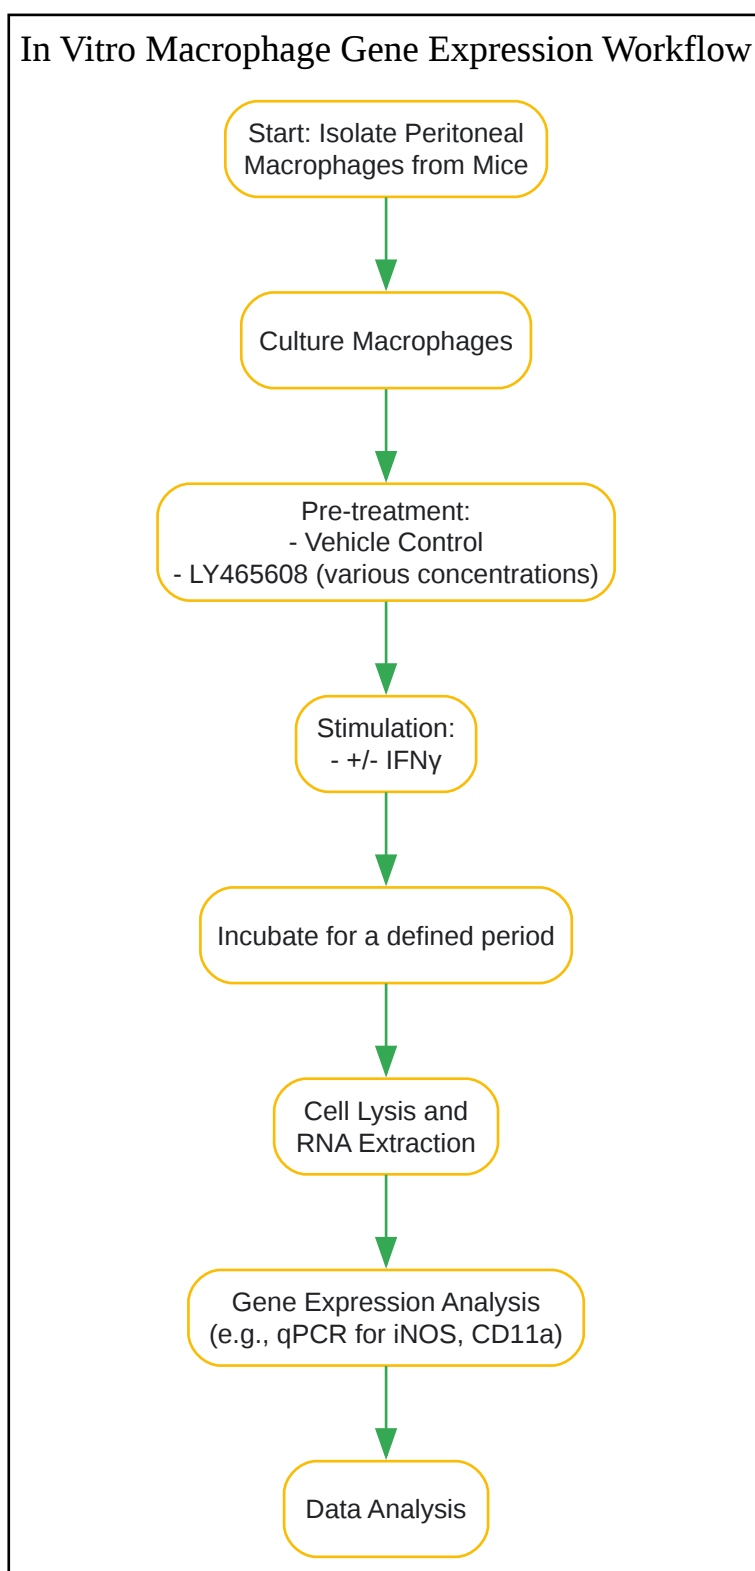 In Vitro Macrophage Gene Expression Workflow
Start: Isolate Peritoneal
Macrophages from Mice
Culture Macrophages
Pre-treatment:
- Vehicle Control
- LY465608 (various concentrations)
Stimulation:
- +/- IFNγ
Incubate for a defined period
Cell Lysis and
RNA Extraction
Gene Expression Analysis
(e.g., qPCR for iNOS, CD11a)
Data Analysis